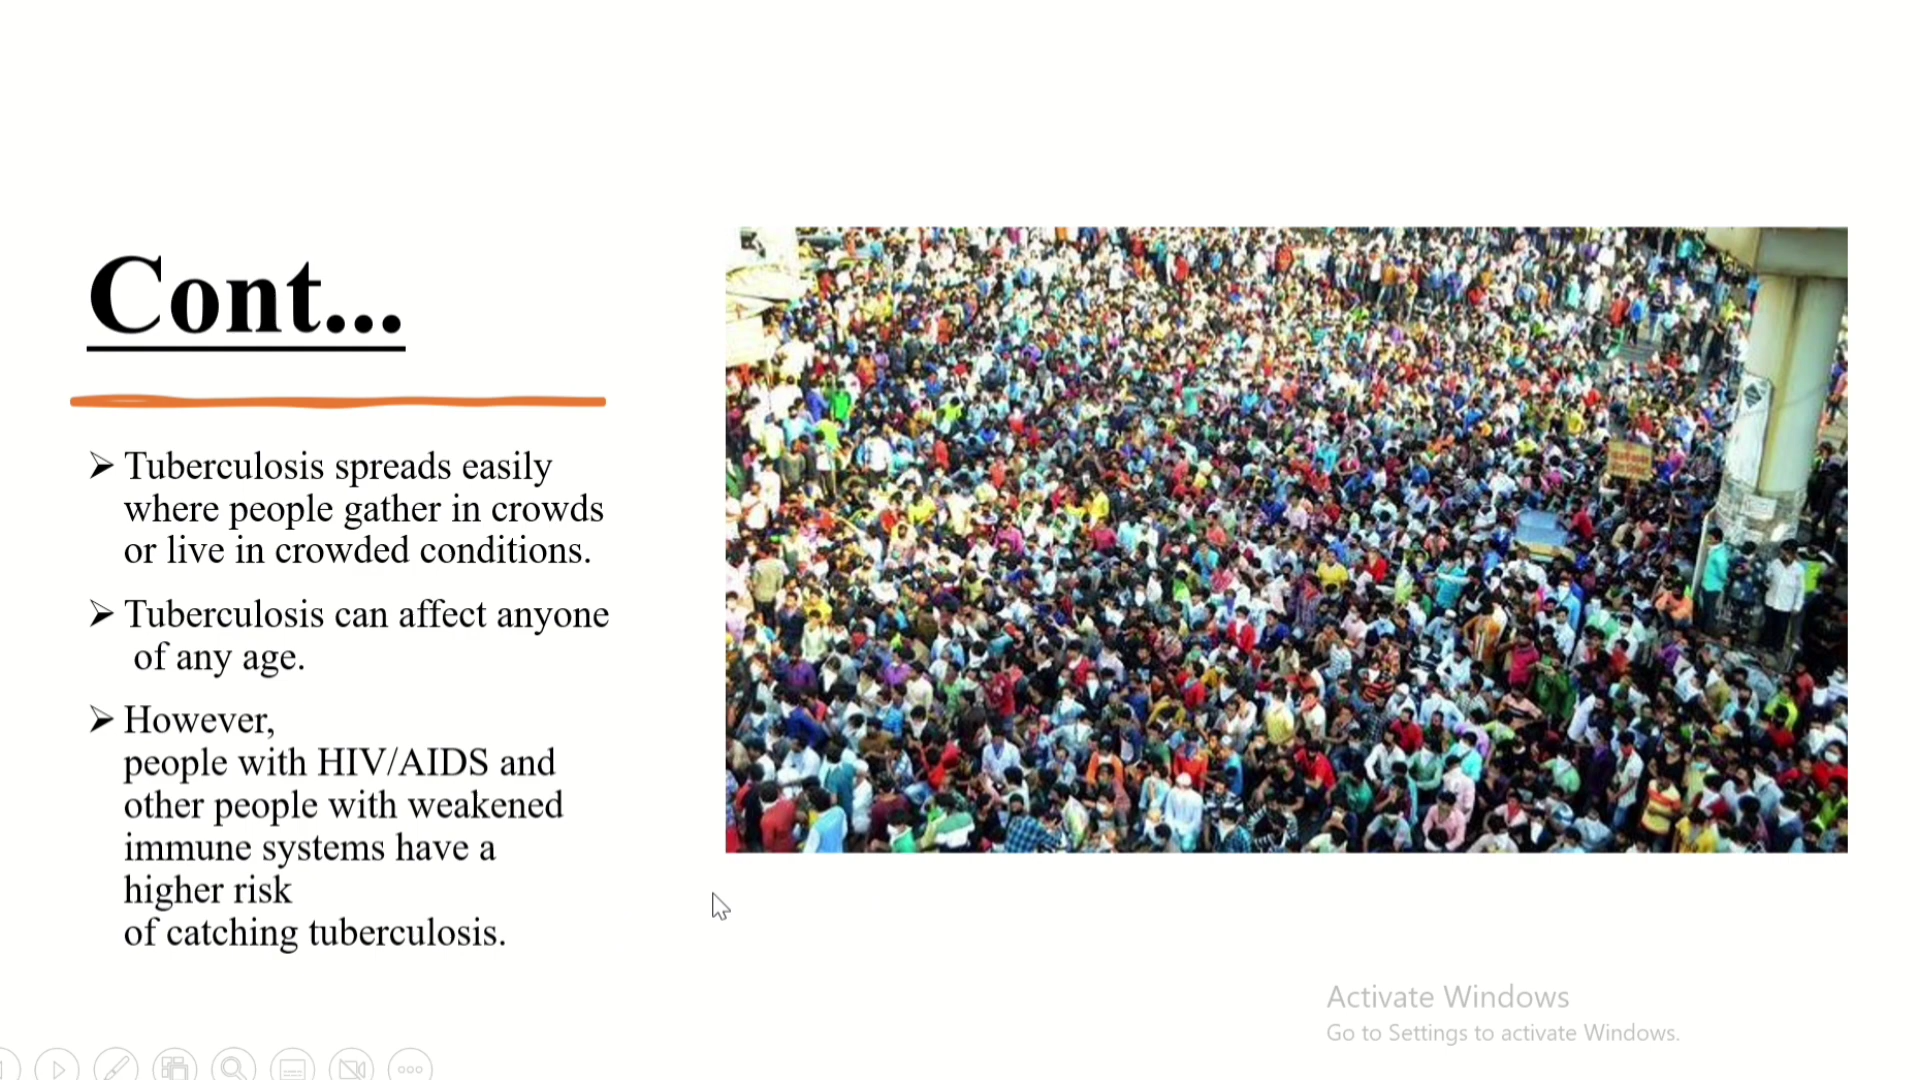 Cont...
➢ Tuberculosis spreads easily
where people gather in crowds
or live in crowded conditions.
➢ Tuberculosis can affect anyone
of any age.
➢ However,
people with HIV/AIDS and
other people with weakened
immune systems have a
higher risk
of catching tuberculosis.
Activate Windows
Go to Settings to activate Windows.